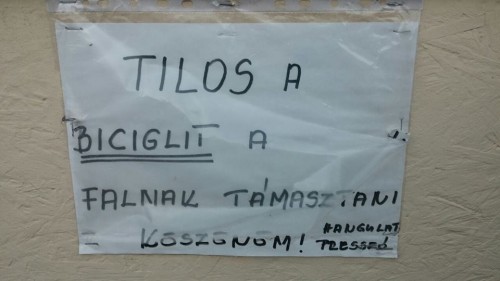 TILOS A
BICIGLIT A
FALNAK TÁMASZTANI
KÖSZÖNÖM! HANGULAT
PRESSZÓ